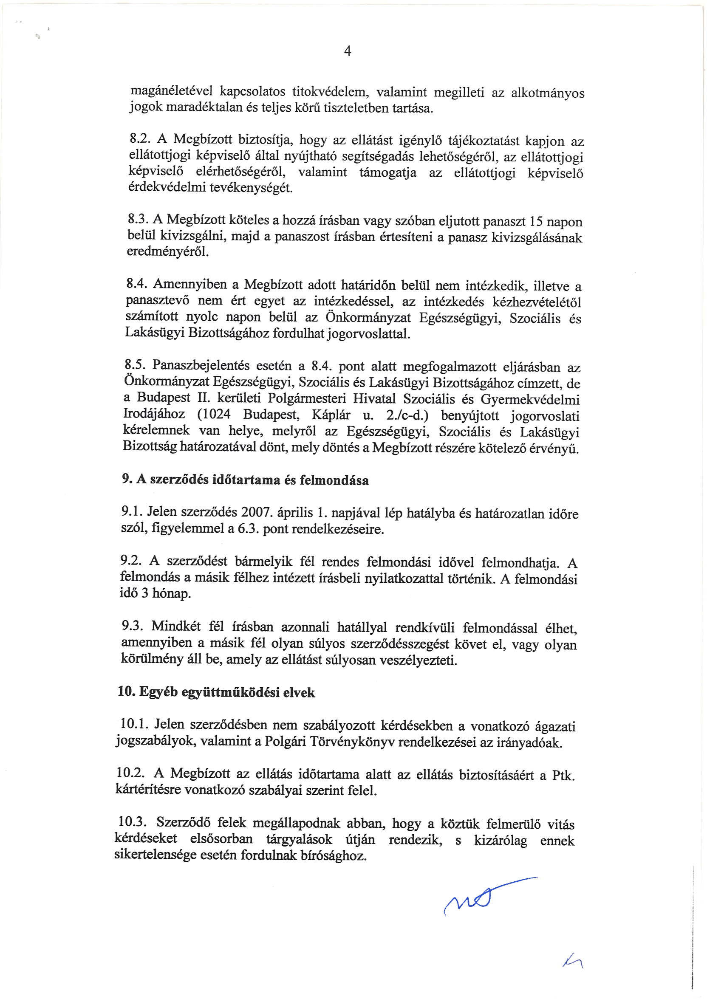 4
magánéletével kapcsolatos titokvédelem, valamint megilleti az alkotmányos
jogok maradéktalan és teljes körű tiszteletben tartása.
8.2. A Megbízott biztosítja, hogy az ellátást igénylő tájékoztatást kapjon az
ellátottjogi képviselő által nyújtható segítségadás lehetőségéről, az ellátottjogi
képviselő elérhetőségéről, valamint támogatja az ellátottjogi képviselő
érdekvédelmi tevékenységét.
8.3. A Megbízott köteles a hozzá írásban vagy szóban eljutott panaszt 15 napon
belül kivizsgálni, majd a panaszost írásban értesíteni a panasz kivizsgálásának
eredményéről.
8.4. Amennyiben a Megbízott adott határidőn belül nem intézkedik, illetve a
panasztevő nem ért egyet az intézkedéssel, az intézkedés kézhezvételétől
számított nyolc napon belül az Önkormányzat Egészségügyi, Szociális és
Lakásügyi Bizottságához fordulhat jogorvoslattal.
8.5. Panaszbejelentés esetén a 8.4. pont alatt megfogalmazott eljárásban az
Önkormányzat Egészségügyi, Szociális és Lakásügyi Bizottságához címzett, de
a Budapest II. kerületi Polgármesteri Hivatal Szociális és Gyermekvédelmi
Irodájához (1024 Budapest, Káplár u. 2./c-d.) benyújtott jogorvoslati
kérelemnek van helye, melyről az Egészségügyi, Szociális és Lakásügyi
Bizottság határozatával dönt, mely döntés a Megbízott részére kötelező érvényű.
9. A szerződés időtartama és felmondása
9.1. Jelen szerződés 2007. április 1. napjával lép hatályba és határozatlan időre
szól, figyelemmel a 6.3. pont rendelkezéseire.
9.2. A szerződést bármelyik fél rendes felmondási idővel felmondhatja. A
felmondás a másik félhez intézett írásbeli nyilatkozattal történik. A felmondási
idő 3 hónap.
9.3. Mindkét fél írásban azonnali hatállyal rendkívüli felmondással élhet,
amennyiben a másik fél olyan súlyos szerződésszegést követ el, vagy olyan
körülmény áll be, amely az ellátást súlyosan veszélyezteti.
10. Egyéb együttműködési elvek
10.1. Jelen szerződésben nem szabályozott kérdésekben a vonatkozó ágazati
jogszabályok, valamint a Polgári Törvénykönyv rendelkezései az irányadóak.
10.2. A Megbízott az ellátás időtartama alatt az ellátás biztosításáért a Ptk.
kártérítésre vonatkozó szabályai szerint felel.
10.3. Szerződő felek megállapodnak abban, hogy a köztük felmerülő vitás
kérdéseket elsősorban tárgyalások útján rendezik, s kizárólag ennek
sikertelensége esetén fordulnak bírósághoz.